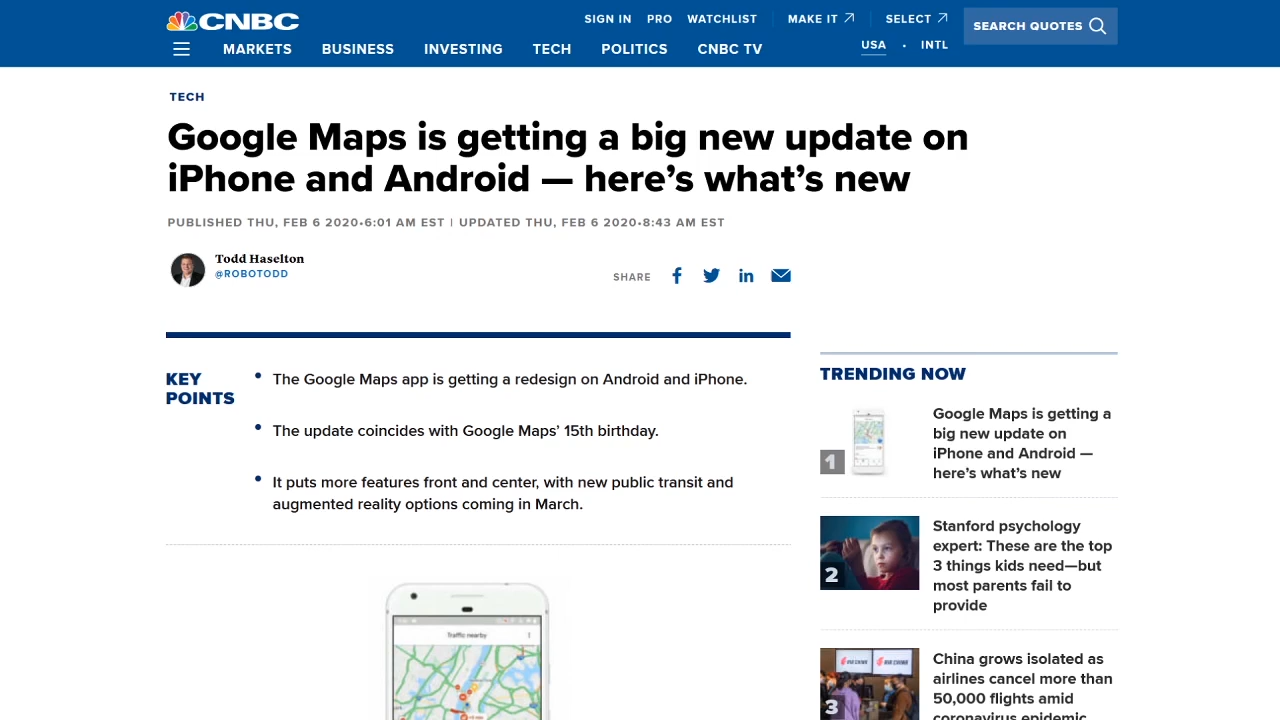 CNBC
SIGN IN PRO WATCHLIST MAKE IT SELECT
SEARCH QUOTES
USA • INTL
MARKETS BUSINESS INVESTING TECH POLITICS CNBC TV
TECH
Google Maps is getting a big new update on
iPhone and Android — here’s what’s new
PUBLISHED THU, FEB 6 2020•6:01 AM EST | UPDATED THU, FEB 6 2020•8:43 AM EST
Todd Haselton
@ROBOTODD
SHARE
KEY
POINTS
• The Google Maps app is getting a redesign on Android and iPhone.
• The update coincides with Google Maps’ 15th birthday.
• It puts more features front and center, with new public transit and
augmented reality options coming in March.
Traffic nearby
TRENDING NOW
1
Google Maps is getting a
big new update on
iPhone and Android —
here’s what’s new
2
Stanford psychology
expert: These are the top
3 things kids need—but
most parents fail to
provide
AIR CHINA AIR CHINA
3
China grows isolated as
airlines cancel more than
50,000 flights amid
coronavirus epidemic